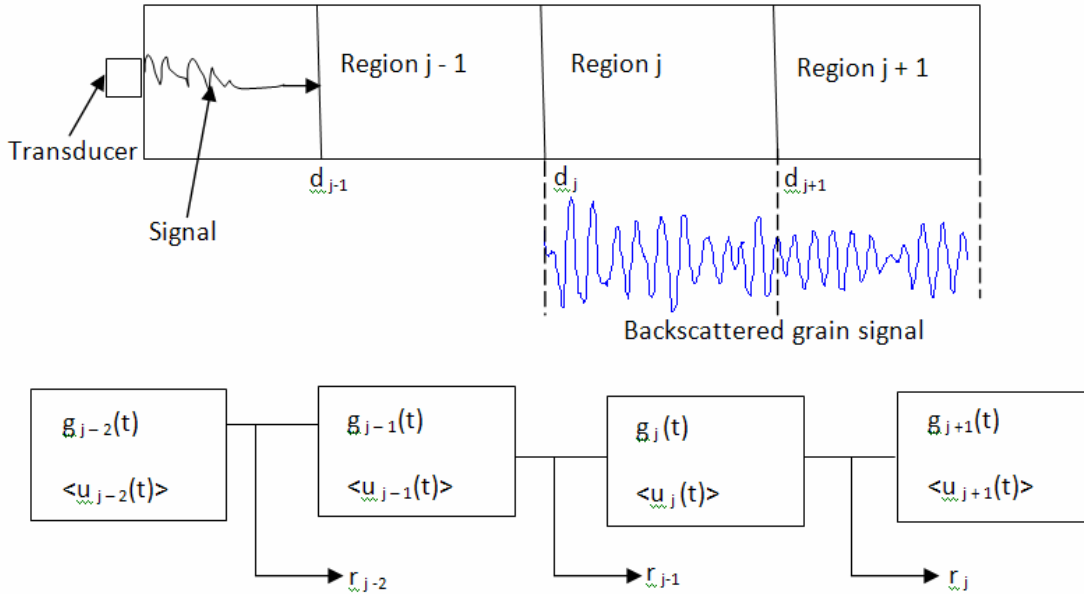 Region j - 1
Region j
Region j + 1
Transducer
Signal
d j-1
d j
d j+1
Backscattered grain signal
g j – 2(t)
<u j – 2(t)>
g j – 1(t)
<u j – 1(t)>
g j (t)
<u j (t)>
g j+1(t)
<u j + 1(t)>
r j -2
r j-1
r j